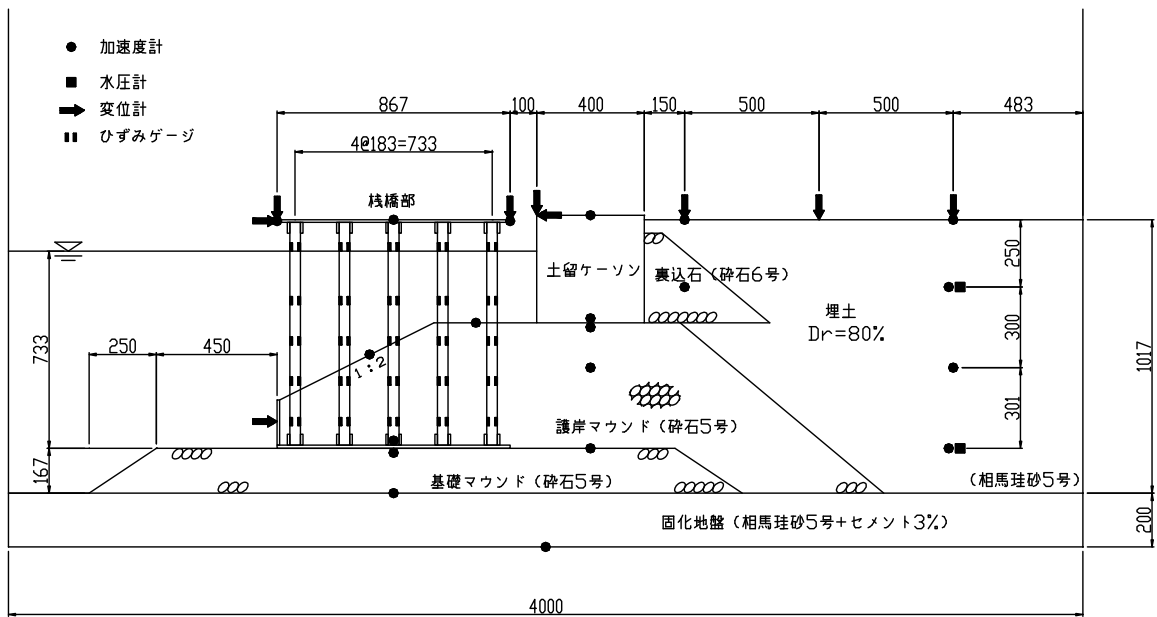 加速度計
水圧計
変位計
ひずみゲージ
867
100
400
150
500
500
483
4@183=733
桟橋部
土留ケーソン
裏込石（砕石6号）
埋土
Dr=80%
250
300
301
1017
733
250
450
1:2
護岸マウンド（砕石5号）
167
基礎マウンド（砕石5号）
（相馬珪砂5号）
固化地盤（相馬珪砂5号+セメント3%）
200
4000